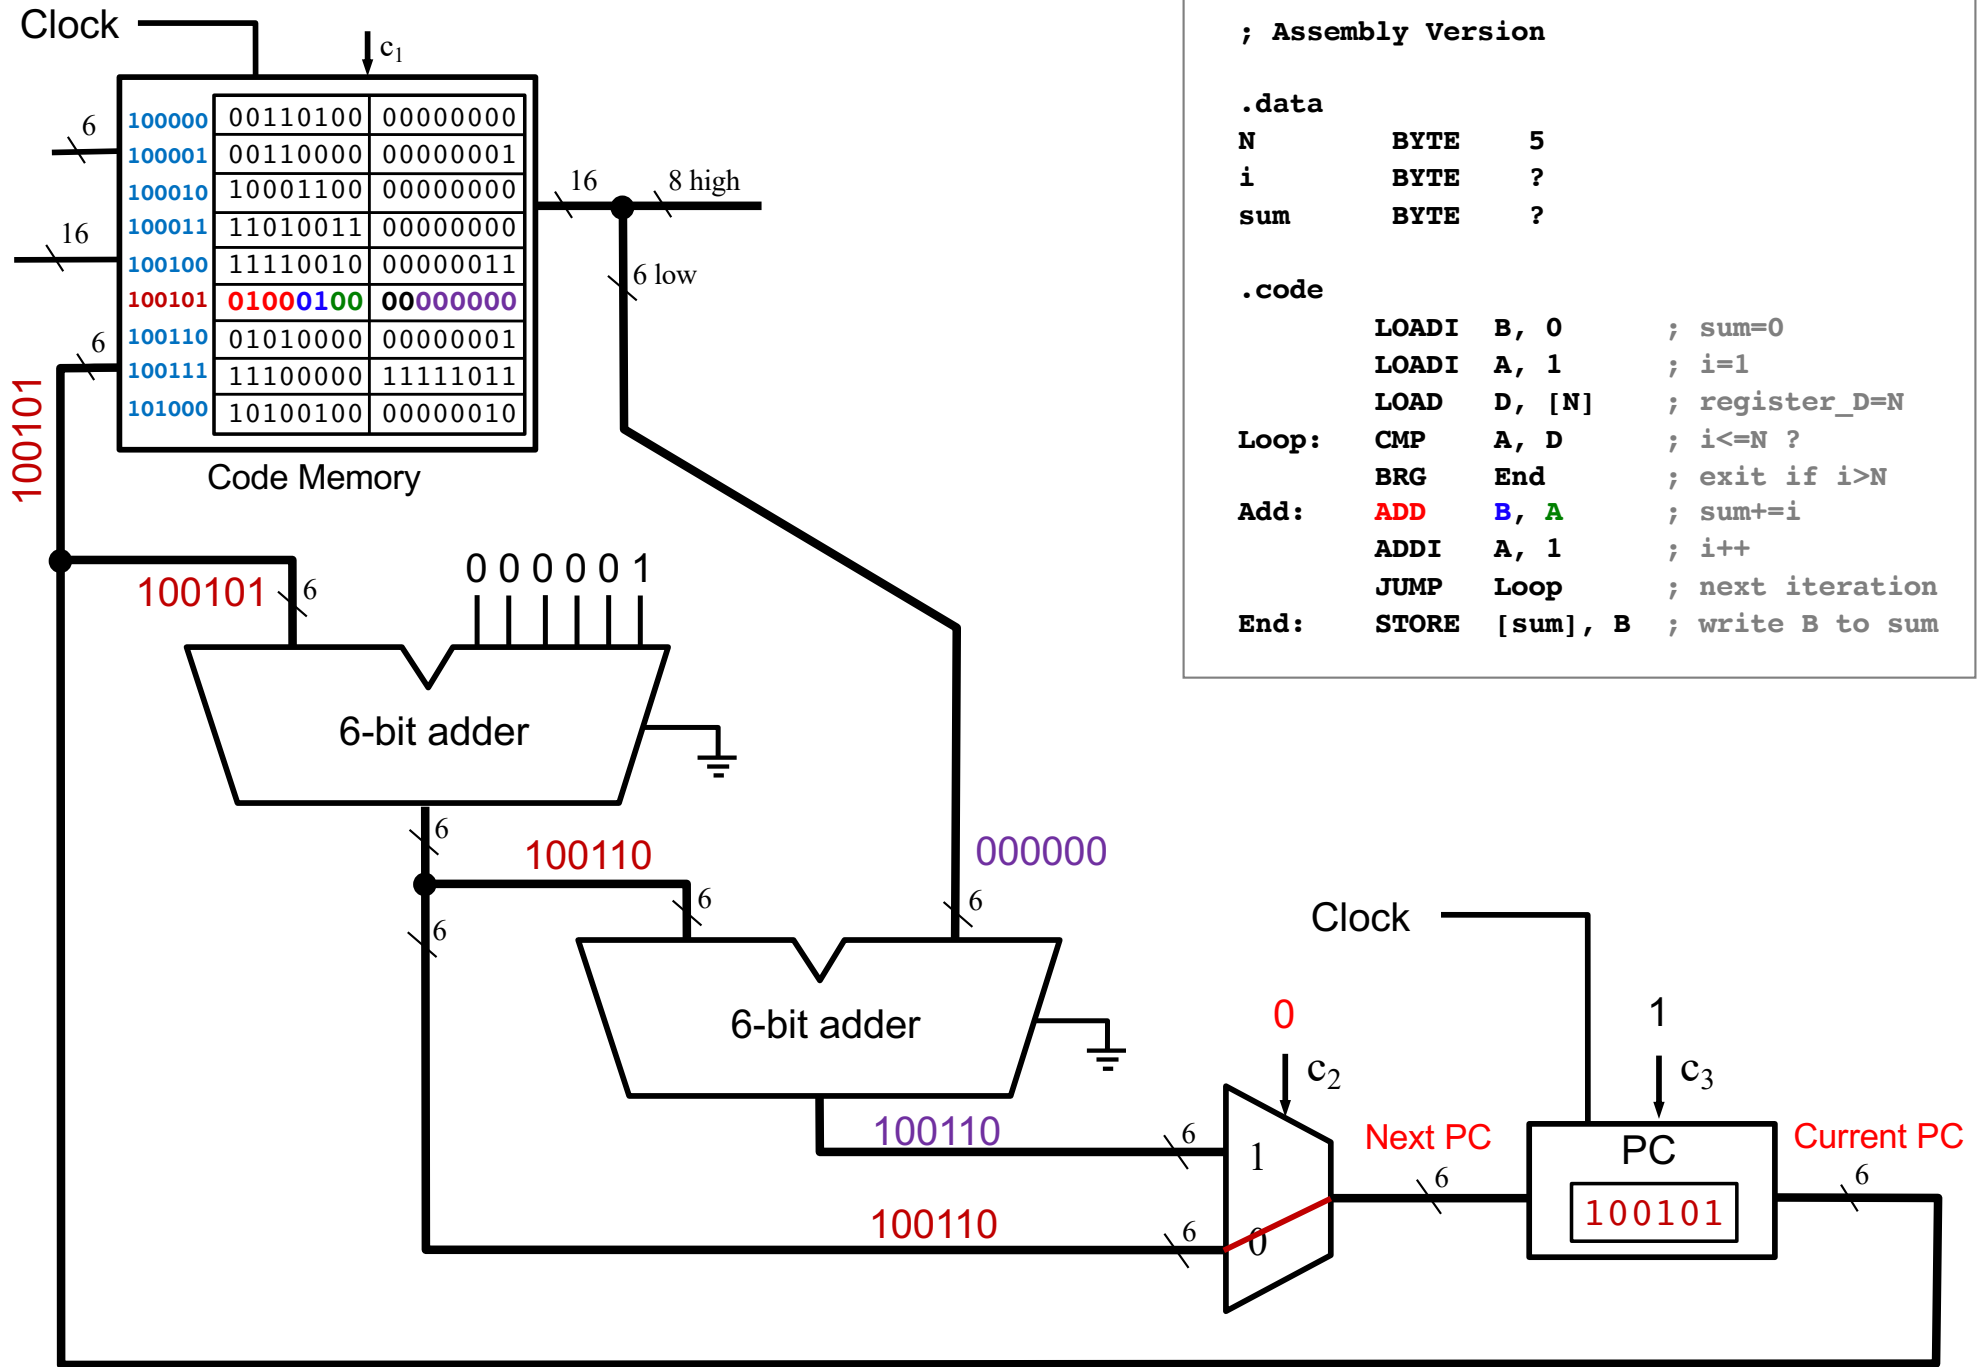 Clock
c1
6
16
6
100000 00110100 00000000
100001 00110000 00000001
100010 10001100 00000000
100011 11010011 00000000
100100 11110010 00000011
100101 01000100 00000000
100110 01010000 00000001
100111 11100000 11111011
101000 10100100 00000010
Code Memory
16
8 high
6 low
100101
; Assembly Version
.data
N BYTE 5
i BYTE ?
sum BYTE ?
.code
LOADI B, 0 ; sum=0
LOADI A, 1 ; i=1
LOAD D, [N] ; register_D=N
Loop: CMP A, D ; i<=N ?
BRG End ; exit if i>N
Add: ADD B, A ; sum+=i
ADDI A, 1 ; i++
JUMP Loop ; next iteration
End: STORE [sum], B ; write B to sum
100101
6
0 0 0 0 0 1
6-bit adder
6
100110
6
6
000000
6
6-bit adder
100110
6
100110
6
0
c2
1
0
Next PC
6
Clock
1
c3
PC
100101
Current PC
6